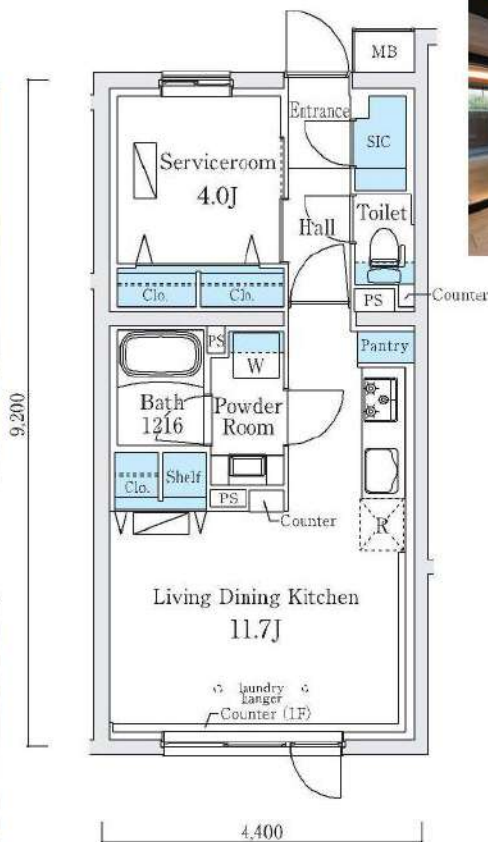 MB
Entrance
SIC
Serviceroom
4.0J
Toilet
Hall
Clo.
Clo.
PS
Counter
PS
W
Pantry
Bath
1216
Powder
Room
Clo.
Shelf
PS
Counter
R
9,200
Living Dining Kitchen
11.7J
laundry
hanger
Counter (1F)
4,400